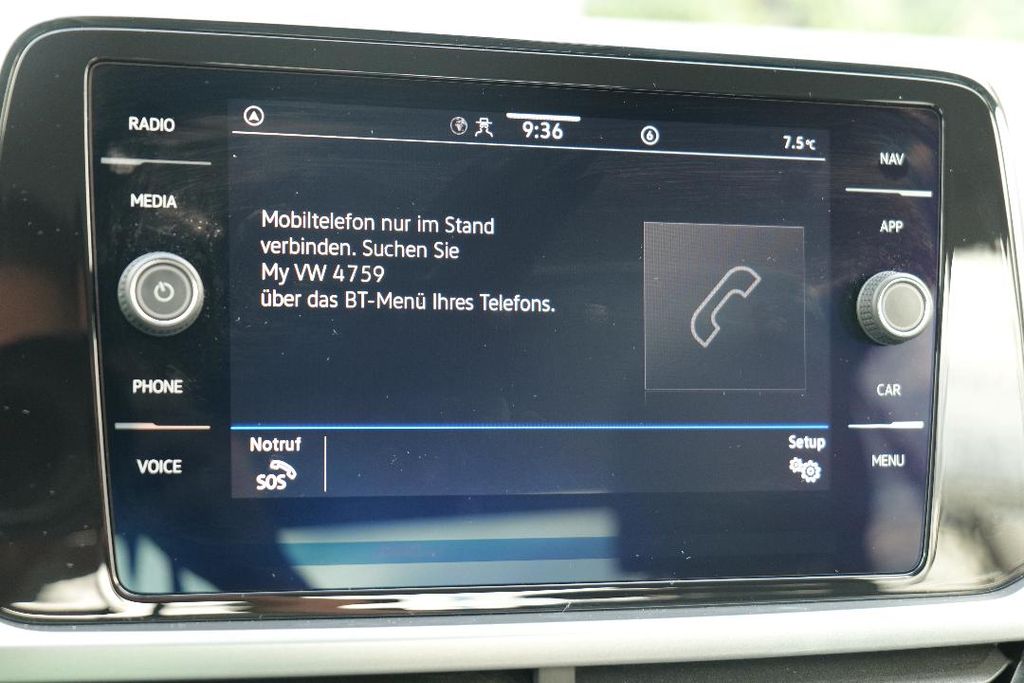 RADIO
MEDIA
PHONE
VOICE
9:36
6
7.5°C
Mobiltelefon nur im Stand
verbinden. Suchen Sie
My VW 4759
über das BT-Menü Ihres Telefons.
Notruf
SOS
Setup
NAV
APP
CAR
MENU